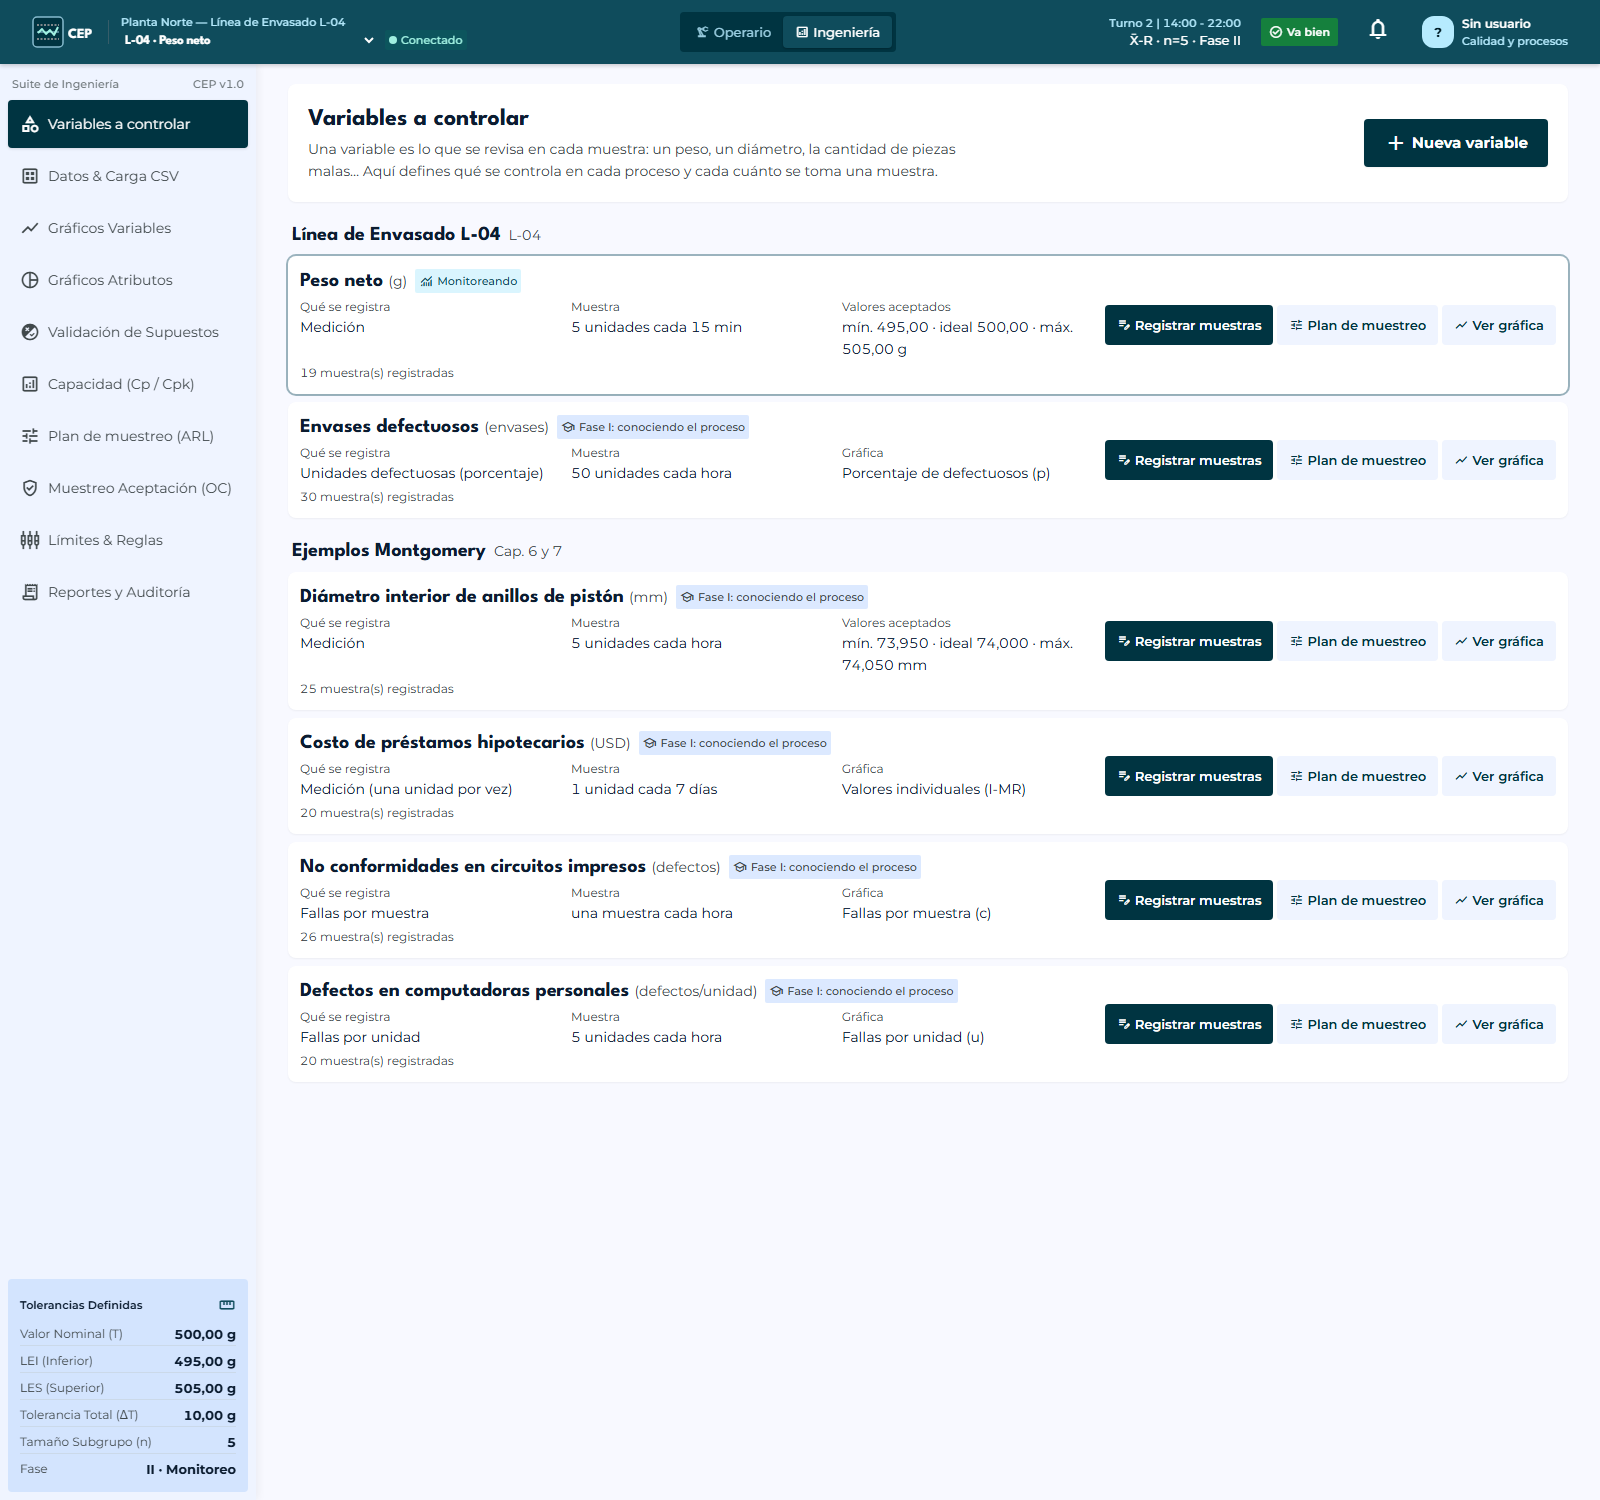 CEP
Planta Norte — Línea de Envasado L-04
L-04 · Peso neto
Conectado
Operario
Ingeniería
Turno 2 | 14:00 - 22:00
X̄-R · n=5 · Fase II
Va bien
?
Sin usuario
Calidad y procesos
Suite de Ingeniería
CEP v1.0
Variables a controlar
Datos & Carga CSV
Gráficos Variables
Gráficos Atributos
Validación de Supuestos
Capacidad (Cp / Cpk)
Plan de muestreo (ARL)
Muestreo Aceptación (OC)
Límites & Reglas
Reportes y Auditoría
Tolerancias Definidas
Valor Nominal (T) 500,00 g
LEI (Inferior) 495,00 g
LES (Superior) 505,00 g
Tolerancia Total (ΔT) 10,00 g
Tamaño Subgrupo (n) 5
Fase II · Monitoreo
Variables a controlar
Una variable es lo que se revisa en cada muestra: un peso, un diámetro, la cantidad de piezas
malas... Aquí defines qué se controla en cada proceso y cada cuánto se toma una muestra.
Nueva variable
Línea de Envasado L-04 L-04
Peso neto (g) Monitoreando
Qué se registra Muestra Valores aceptados
Medición 5 unidades cada 15 min mín. 495,00 · ideal 500,00 · máx.
505,00 g
19 muestra(s) registradas
Registrar muestras Plan de muestreo Ver gráfica
Envases defectuosos (envases) Fase I: conociendo el proceso
Qué se registra Muestra Gráfica
Unidades defectuosas (porcentaje) 50 unidades cada hora Porcentaje de defectuosos (p)
30 muestra(s) registradas
Registrar muestras Plan de muestreo Ver gráfica
Ejemplos Montgomery Cap. 6 y 7
Diámetro interior de anillos de pistón (mm) Fase I: conociendo el proceso
Qué se registra Muestra Valores aceptados
Medición 5 unidades cada hora mín. 73,950 · ideal 74,000 · máx.
74,050 mm
25 muestra(s) registradas
Registrar muestras Plan de muestreo Ver gráfica
Costo de préstamos hipotecarios (USD) Fase I: conociendo el proceso
Qué se registra Muestra Gráfica
Medición (una unidad por vez) 1 unidad cada 7 días Valores individuales (I-MR)
20 muestra(s) registradas
Registrar muestras Plan de muestreo Ver gráfica
No conformidades en circuitos impresos (defectos) Fase I: conociendo el proceso
Qué se registra Muestra Gráfica
Fallas por muestra una muestra cada hora Fallas por muestra (c)
26 muestra(s) registradas
Registrar muestras Plan de muestreo Ver gráfica
Defectos en computadoras personales (defectos/unidad) Fase I: conociendo el proceso
Qué se registra Muestra Gráfica
Fallas por unidad 5 unidades cada hora Fallas por unidad (u)
20 muestra(s) registradas
Registrar muestras Plan de muestreo Ver gráfica